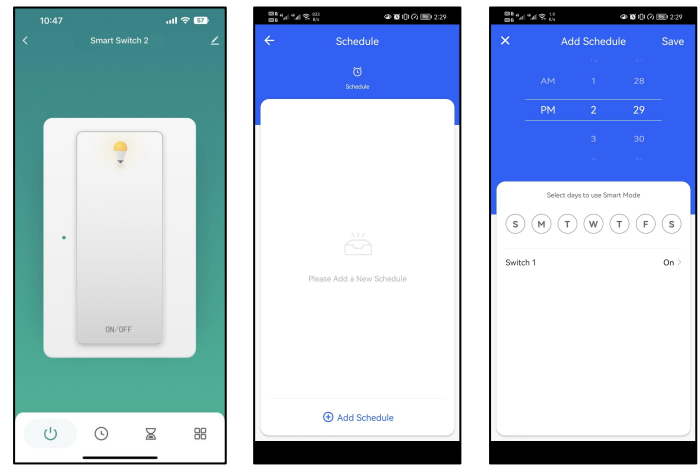 10:47
57
Smart Switch 2
ON/OFF
2:29
Schedule
Schedule
Please Add a New Schedule
Add Schedule
2:29
Add Schedule
Save
AM 1 28
PM 2 29
3 30
Select days to use Smart Mode
S M T W T F S
Switch 1
On